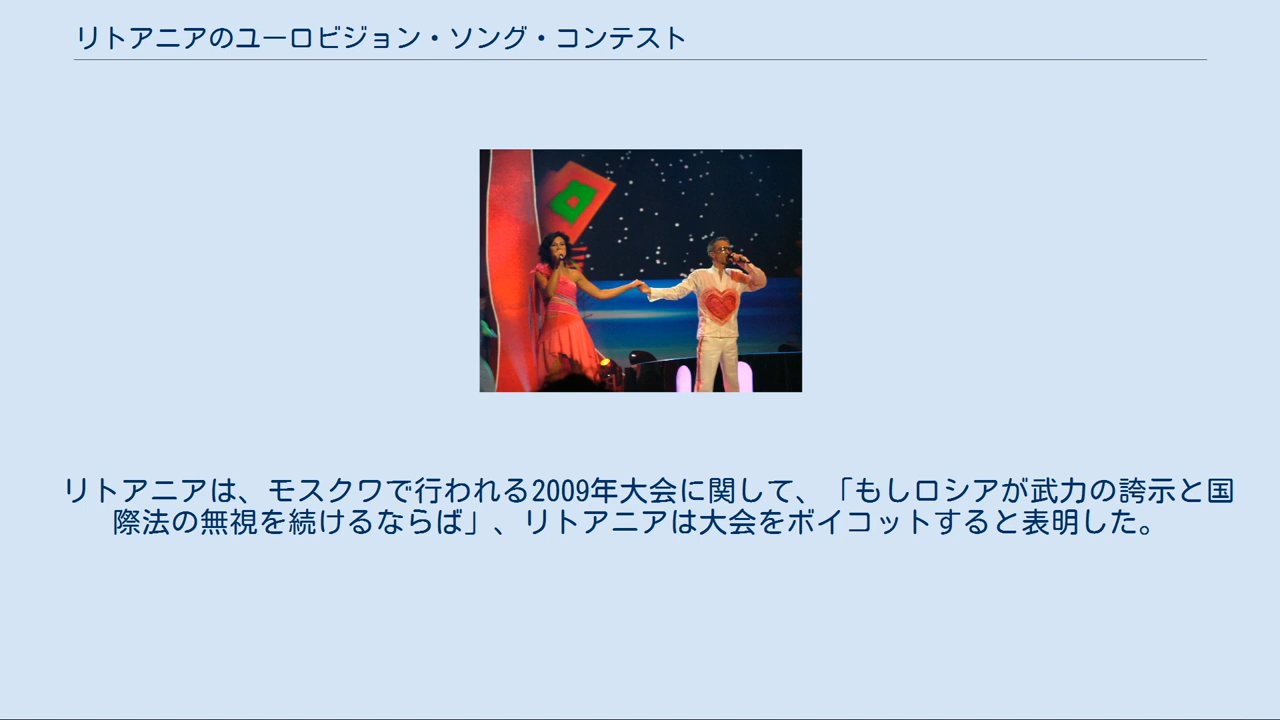 リトアニアのユーロビジョン・ソング・コンテスト
リトアニアは、モスクワで行われる2009年大会に関して、「もしロシアが武力の誇示と国
際法の無視を続けるならば」、リトアニアは大会をボイコットすると表明した。